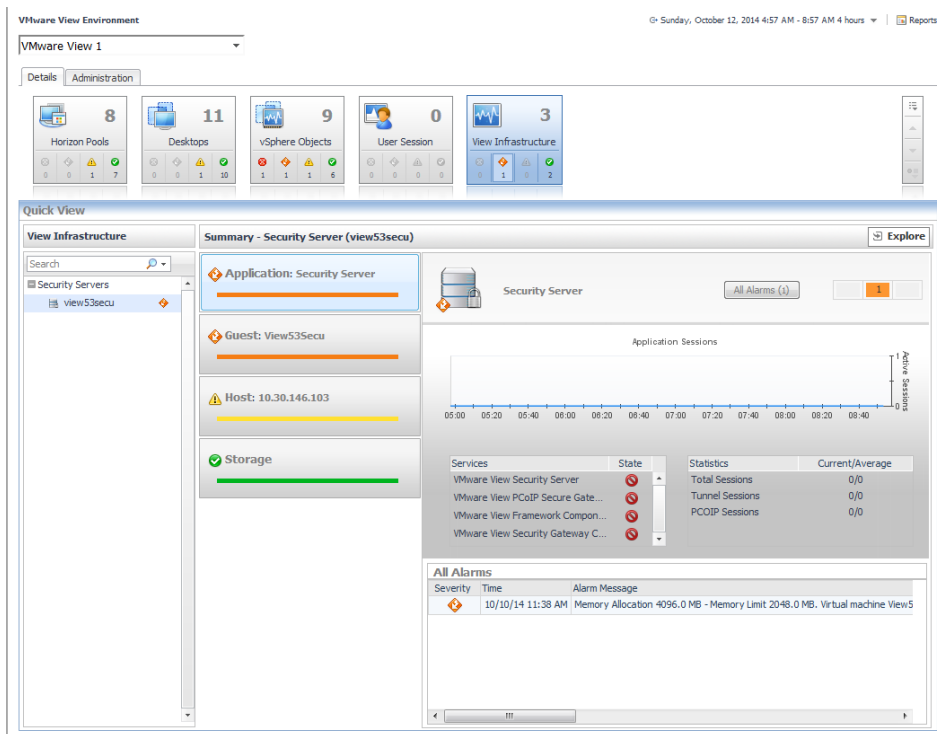 VMware View Environment
Sunday, October 12, 2014 4:57 AM - 8:57 AM 4 hours
Reports
VMware View 1
Details
Administration
8
Horizon Pools
0 0 1 7
11
Desktops
0 0 1 10
9
vSphere Objects
1 1 1 6
0
User Session
0 0 0 0
3
View Infrastructure
0 1 0 2
Quick View
View Infrastructure
Summary - Security Server (view53secu)
Explore
Search
Security Servers
view53secu
Application: Security Server
Guest: View53Secu
Host: 10.30.146.103
Storage
Security Server
All Alarms (1)
1
Application Sessions
1
0
Active Sessions
05:00 05:20 05:40 06:00 06:20 06:40 07:00 07:20 07:40 08:00 08:20 08:40
Services State
VMware View Security Server
VMware View PCoIP Secure Gate...
VMware View Framework Compon...
VMware View Security Gateway C...
Statistics Current/Average
Total Sessions 0/0
Tunnel Sessions 0/0
PCOIP Sessions 0/0
All Alarms
Severity Time Alarm Message
10/10/14 11:38 AM Memory Allocation 4096.0 MB - Memory Limit 2048.0 MB. Virtual machine View5